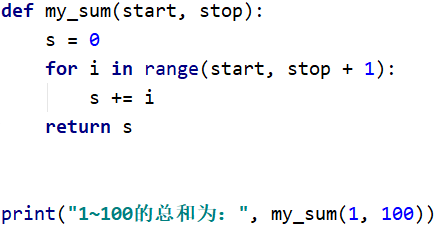 def my_sum(start, stop):
    s = 0
    for i in range(start, stop + 1):
        s += i
    return s
print("1~100的总和为：", my_sum(1, 100))